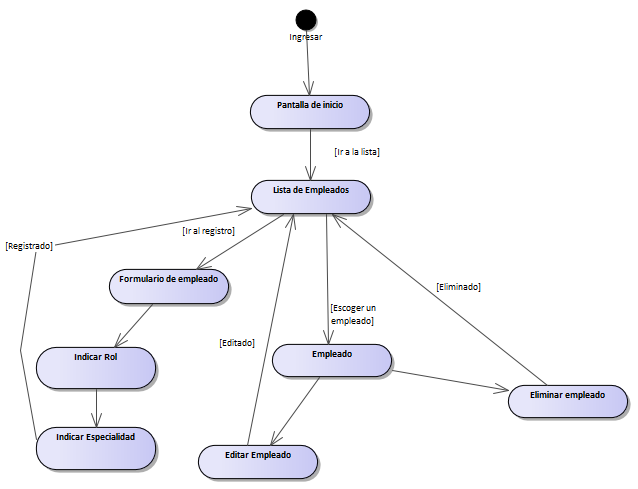 Ingresar
Pantalla de inicio
[Ir a la lista]
Lista de Empleados
[Ir al registro]
[Registrado]
Formulario de empleado
[Eliminado]
[Escoger un
empleado]
[Editado]
Indicar Rol
Empleado
Eliminar empleado
Indicar Especialidad
Editar Empleado